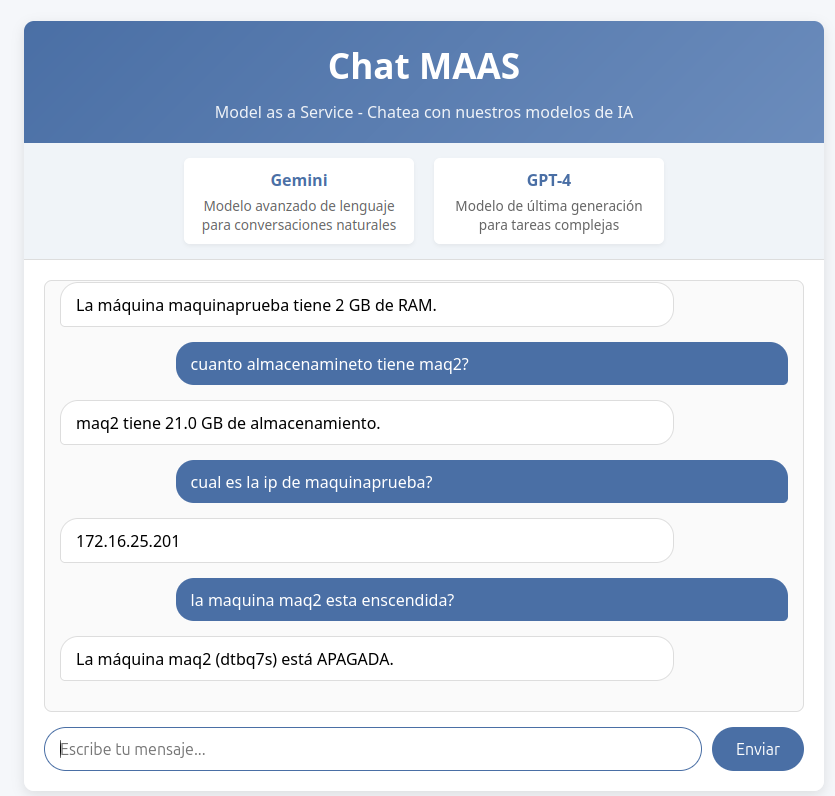 Chat MAAS
Model as a Service - Chatea con nuestros modelos de IA
Gemini
Modelo avanzado de lenguaje
para conversaciones naturales
GPT-4
Modelo de última generación
para tareas complejas
La máquina maquinaprueba tiene 2 GB de RAM.
cuanto almacenamineto tiene maq2?
maq2 tiene 21.0 GB de almacenamiento.
cual es la ip de maquinaprueba?
172.16.25.201
la maquina maq2 esta enscendida?
La máquina maq2 (dtbq7s) está APAGADA.
Escribe tu mensaje...
Enviar